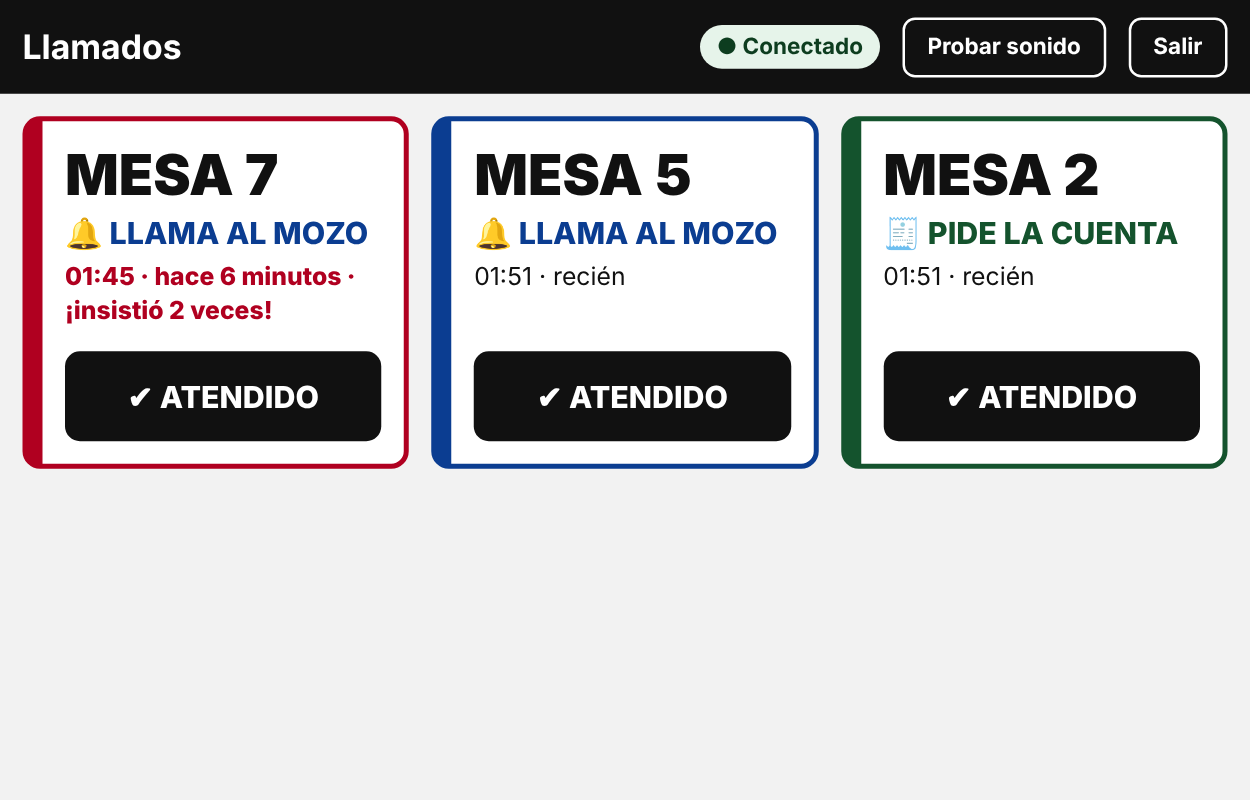 Llamados
● Conectado
Probar sonido
Salir
MESA 7
🔔 LLAMA AL MOZO
01:45 · hace 6 minutos ·
¡insistió 2 veces!
✔ ATENDIDO
MESA 5
🔔 LLAMA AL MOZO
01:51 · recién
✔ ATENDIDO
MESA 2
🧾 PIDE LA CUENTA
01:51 · recién
✔ ATENDIDO